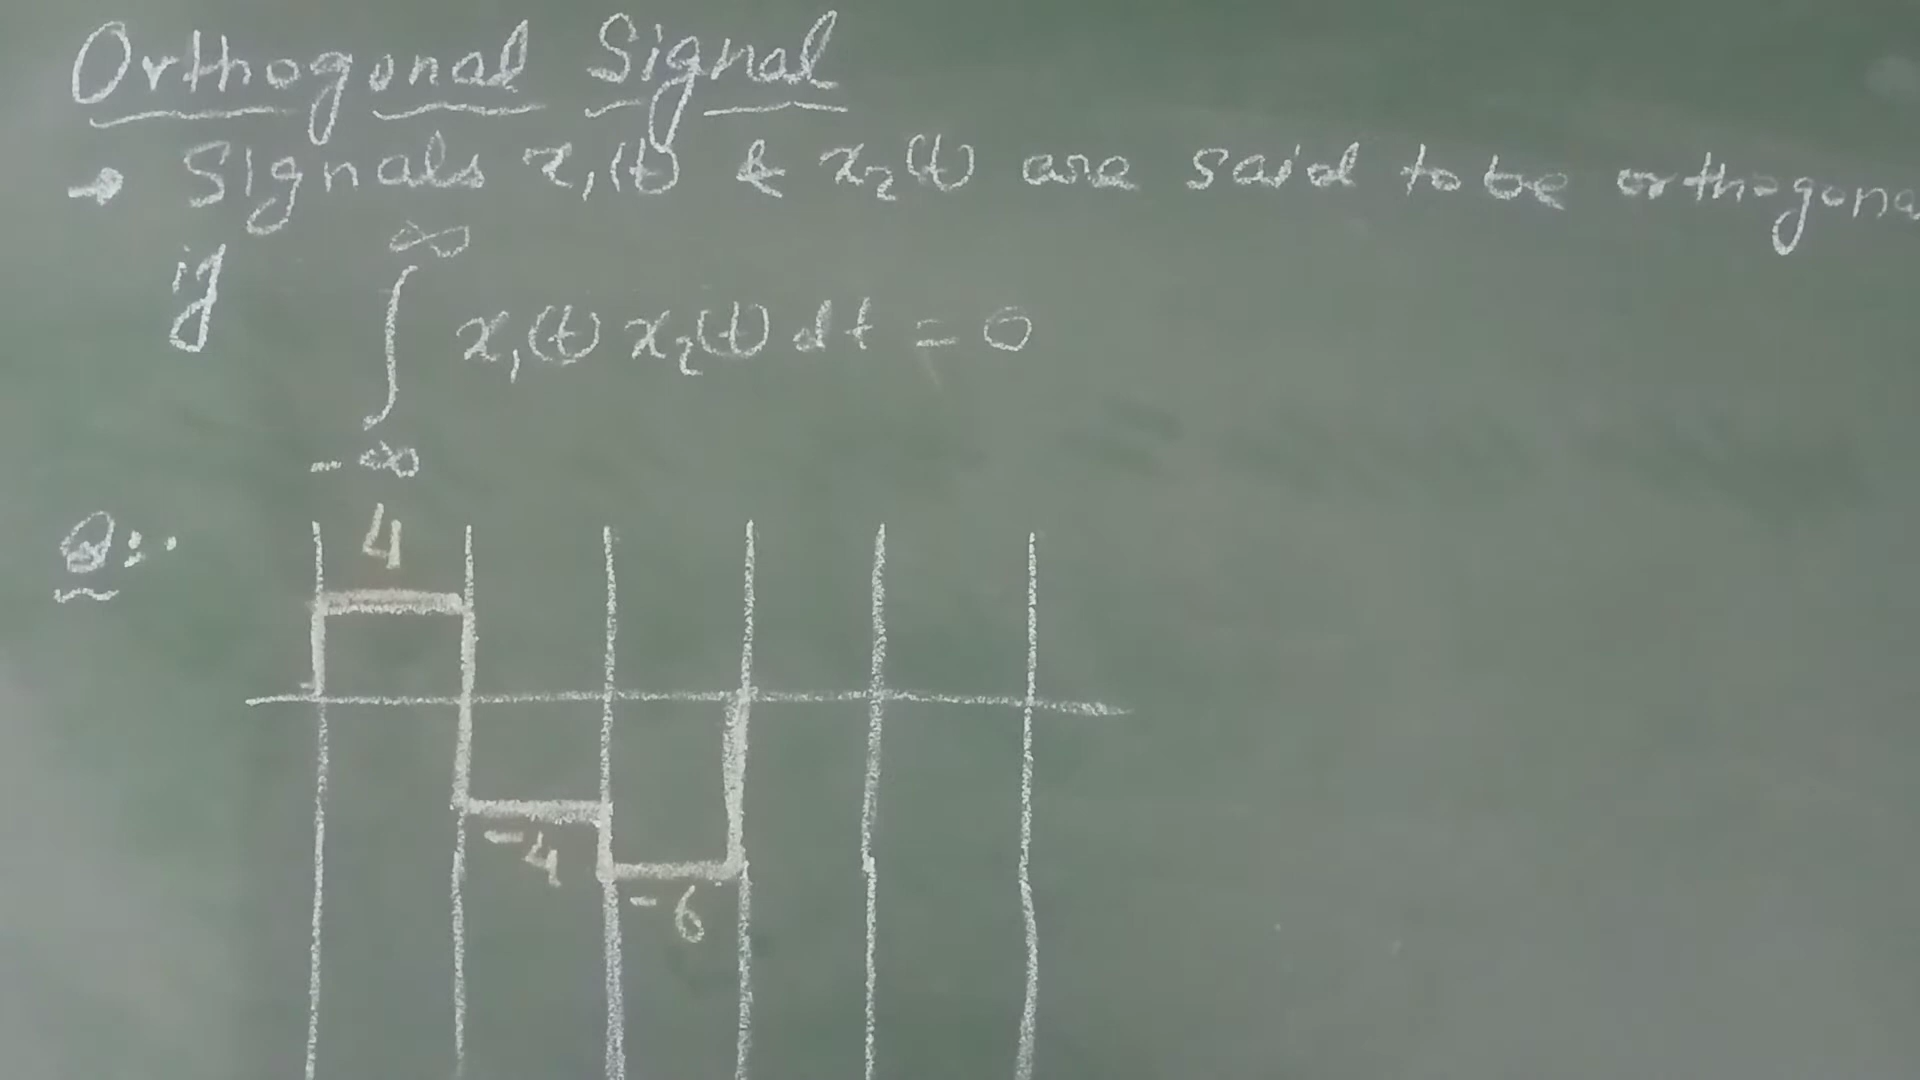 Orthogonal Signal
→ Signals x₁(t) & x₂(t) are said to be orthogona
if ∫_{-∞}^{∞} x₁(t) x₂(t) dt = 0
Q:-
4
-4
-6